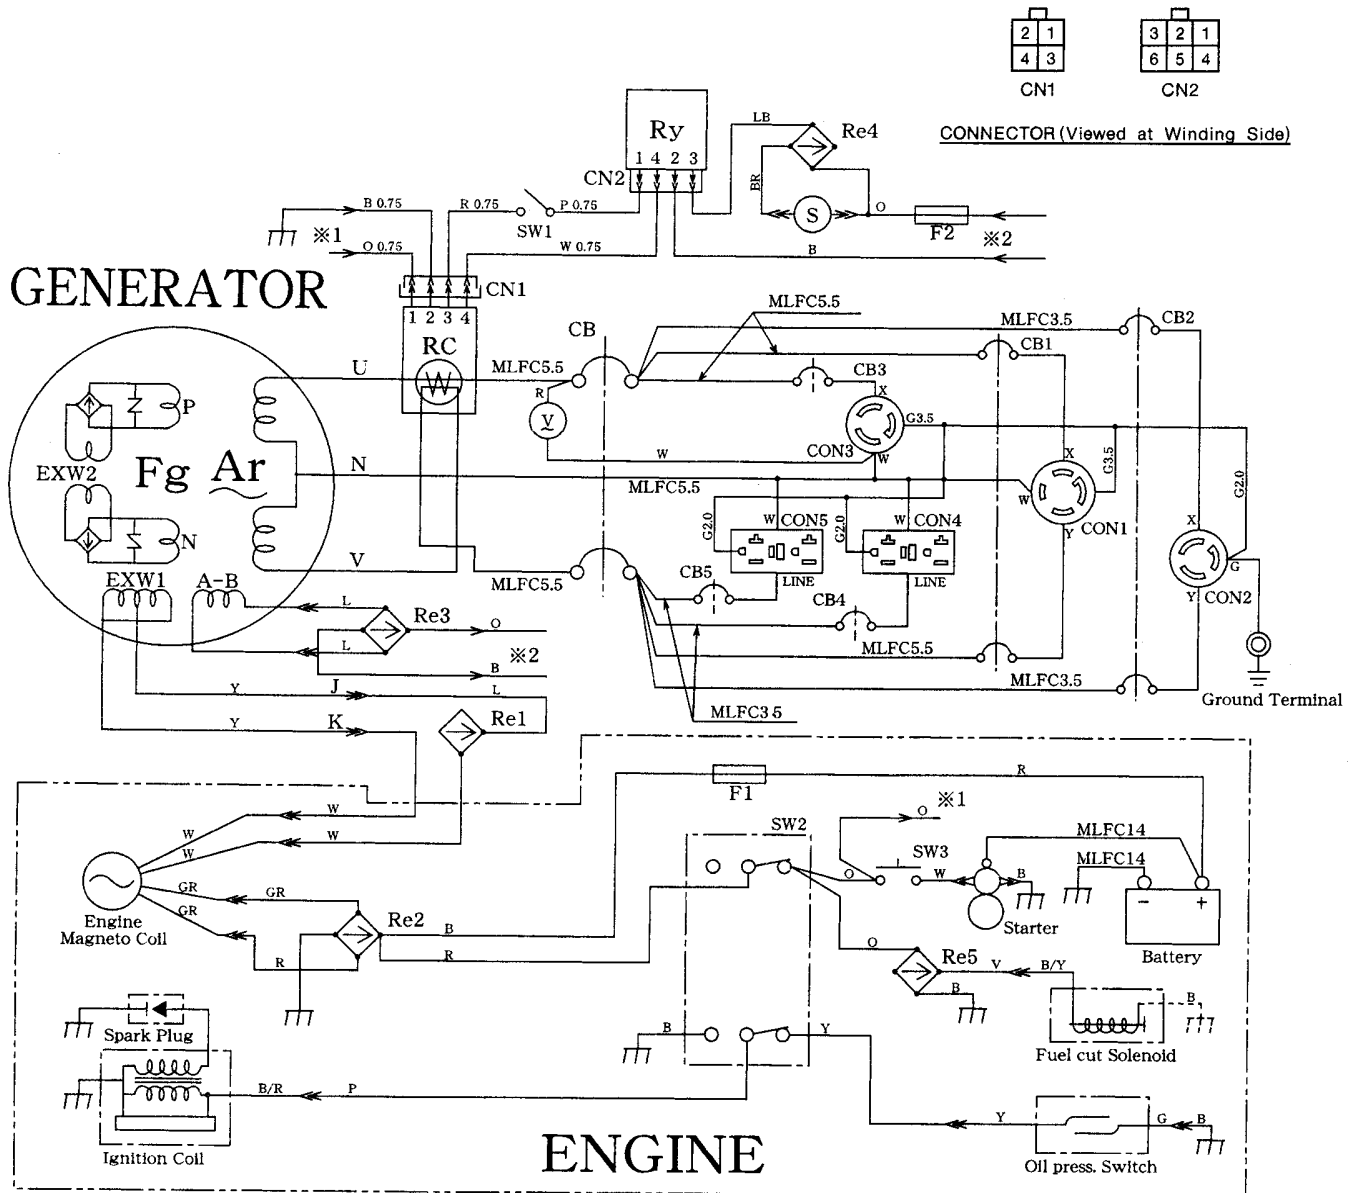 2 1
4 3
CN1
3 2 1
6 5 4
CN2
CONNECTOR (Viewed at Winding Side)
Ry
1 4 2 3
CN2
LB
Re4
BR
S
O
F2
※2
B
B 0.75
R 0.75
SW1
P 0.75
※1
O 0.75
W 0.75
CN1
GENERATOR
1 2 3 4
RC
W
U
MLFC5.5
CB
MLFC5.5
MLFC3.5
CB2
CB1
CB3
R
V
W
X
G3.5
CON3
W
P
EXW2
Fg
Ar
N
N
MLFC5.5
V
MLFC5.5
G2.0
W
CON5
LINE
G2.0
W
CON4
LINE
X
G3.5
W
CON1
Y
G2.0
X
G
Y
CON2
Ground Terminal
CB5
CB4
MLFC5.5
MLFC3.5
MLFC3.5
EXW1
A-B
L
Re3
O
L
※2
B
Y
J
L
Y
K
Re1
F1
R
W
W
W
W
Engine
Magneto Coil
GR
GR
GR
R
Re2
B
R
SW2
※1
O
SW3
O
W
B
Starter
MLFC14
MLFC14
-
+
Battery
O
Re5
B
V
B/Y
B
Fuel cut Solenoid
Spark Plug
B
Y
B/R
P
Ignition Coil
Y
G
B
Oil press. Switch
ENGINE